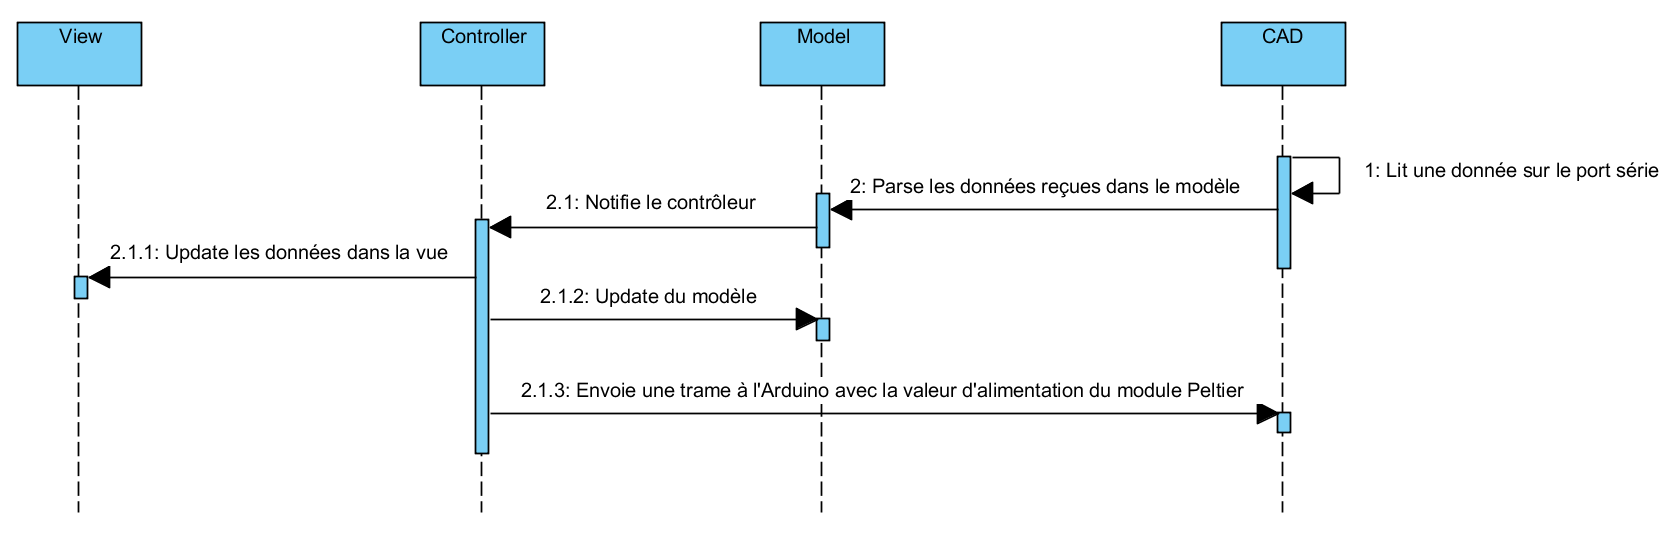 View
Controller
Model
CAD
1: Lit une donnée sur le port série
2: Parse les données reçues dans le modèle
2.1: Notifie le contrôleur
2.1.1: Update les données dans la vue
2.1.2: Update du modèle
2.1.3: Envoie une trame à l'Arduino avec la valeur d'alimentation du module Peltier